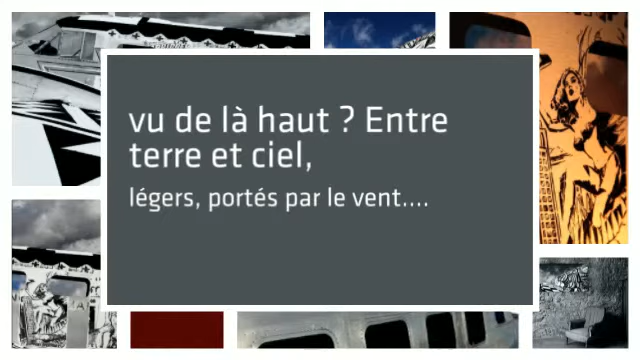 vu de là haut ? Entre
terre et ciel,
légers, portés par le vent....